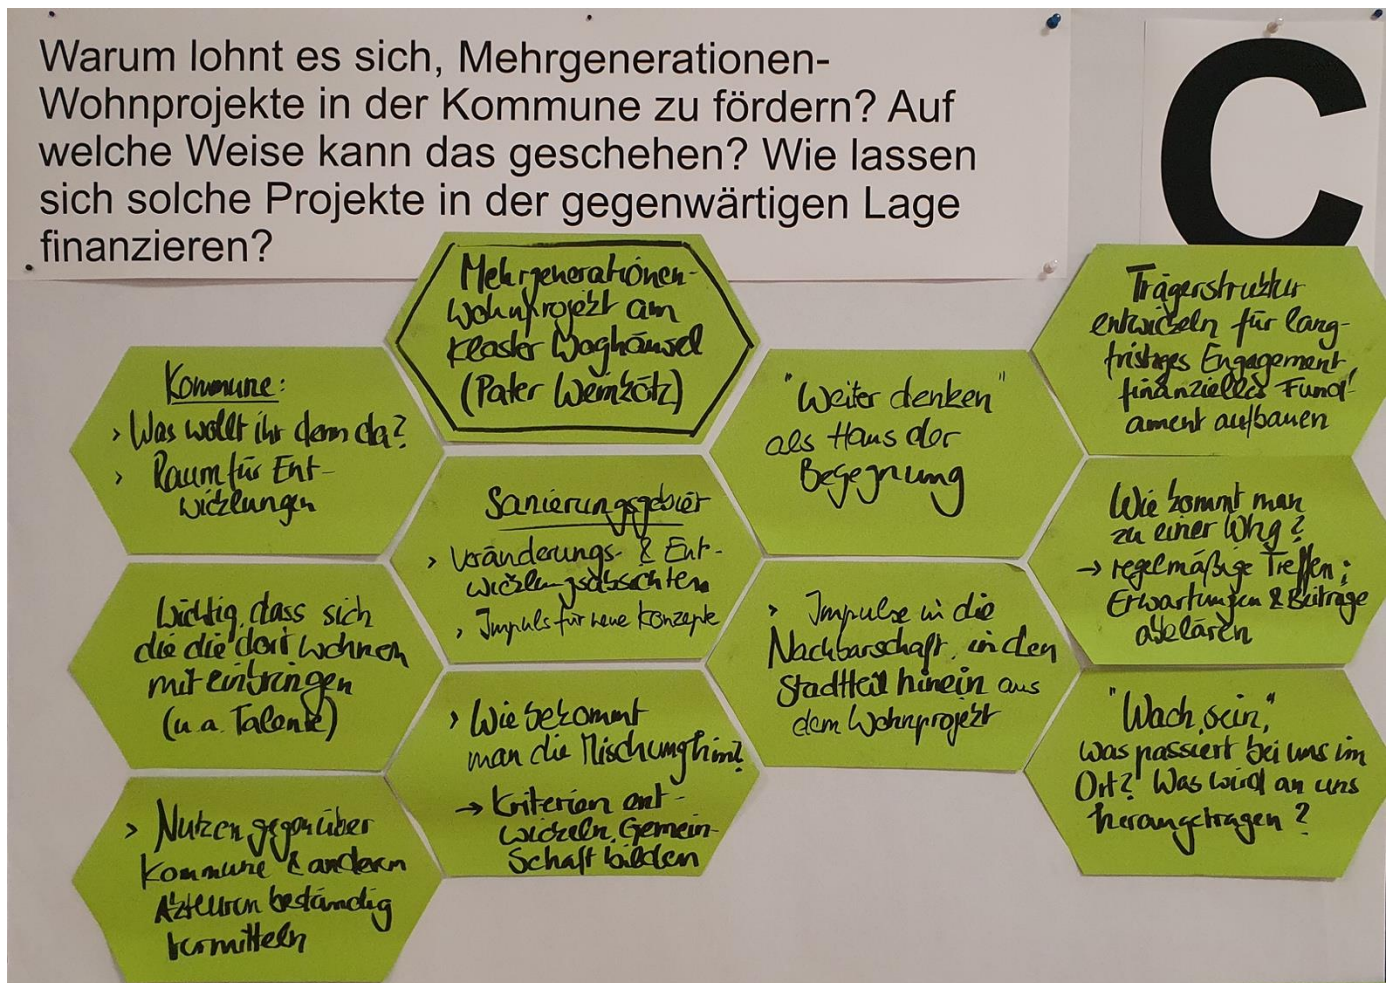 Warum lohnt es sich, Mehrgenerationen-
Wohnprojekte in der Kommune zu fördern? Auf
welche Weise kann das geschehen? Wie lassen
sich solche Projekte in der gegenwärtigen Lage
finanzieren?
C
Mehrgenerationen-
Wohnprojekt am
Kloster Waghäusel
(Pater Wernkötz)
Kommune:
> Was wollt ihr denn da?
> Raum für Ent-
wicklungen
Wichtig, dass sich
die die dort wohnen
mit einbringen
(u.a. Talente)
> Nutzen gegenüber
Kommune & andern
Akteuren beständig
vermitteln
Sanierungsgebiet
> Veränderungs- & Ent-
wicklungsabsichten
> Impuls für neue Konzepte
> Wie bekommt
man die Mischung hin?
→ Kriterien ent-
wickeln, Gemein-
schaft bilden
"Weiter denken"
als Haus der
Begegnung
> Impulse in die
Nachbarschaft, in den
Stadtteil hinein aus
dem Wohnprojekt
Trägerstruktur
entwickeln für lang-
fristiges Engagement
finanzielles Fund-
ament aufbauen
Wie kommt man
zu einer Whg?
→ regelmäßige Treffen;
Erwartungen & Beiträge
abklären
"Wach sein",
was passiert bei uns im
Ort? Was wird an uns
herangetragen?